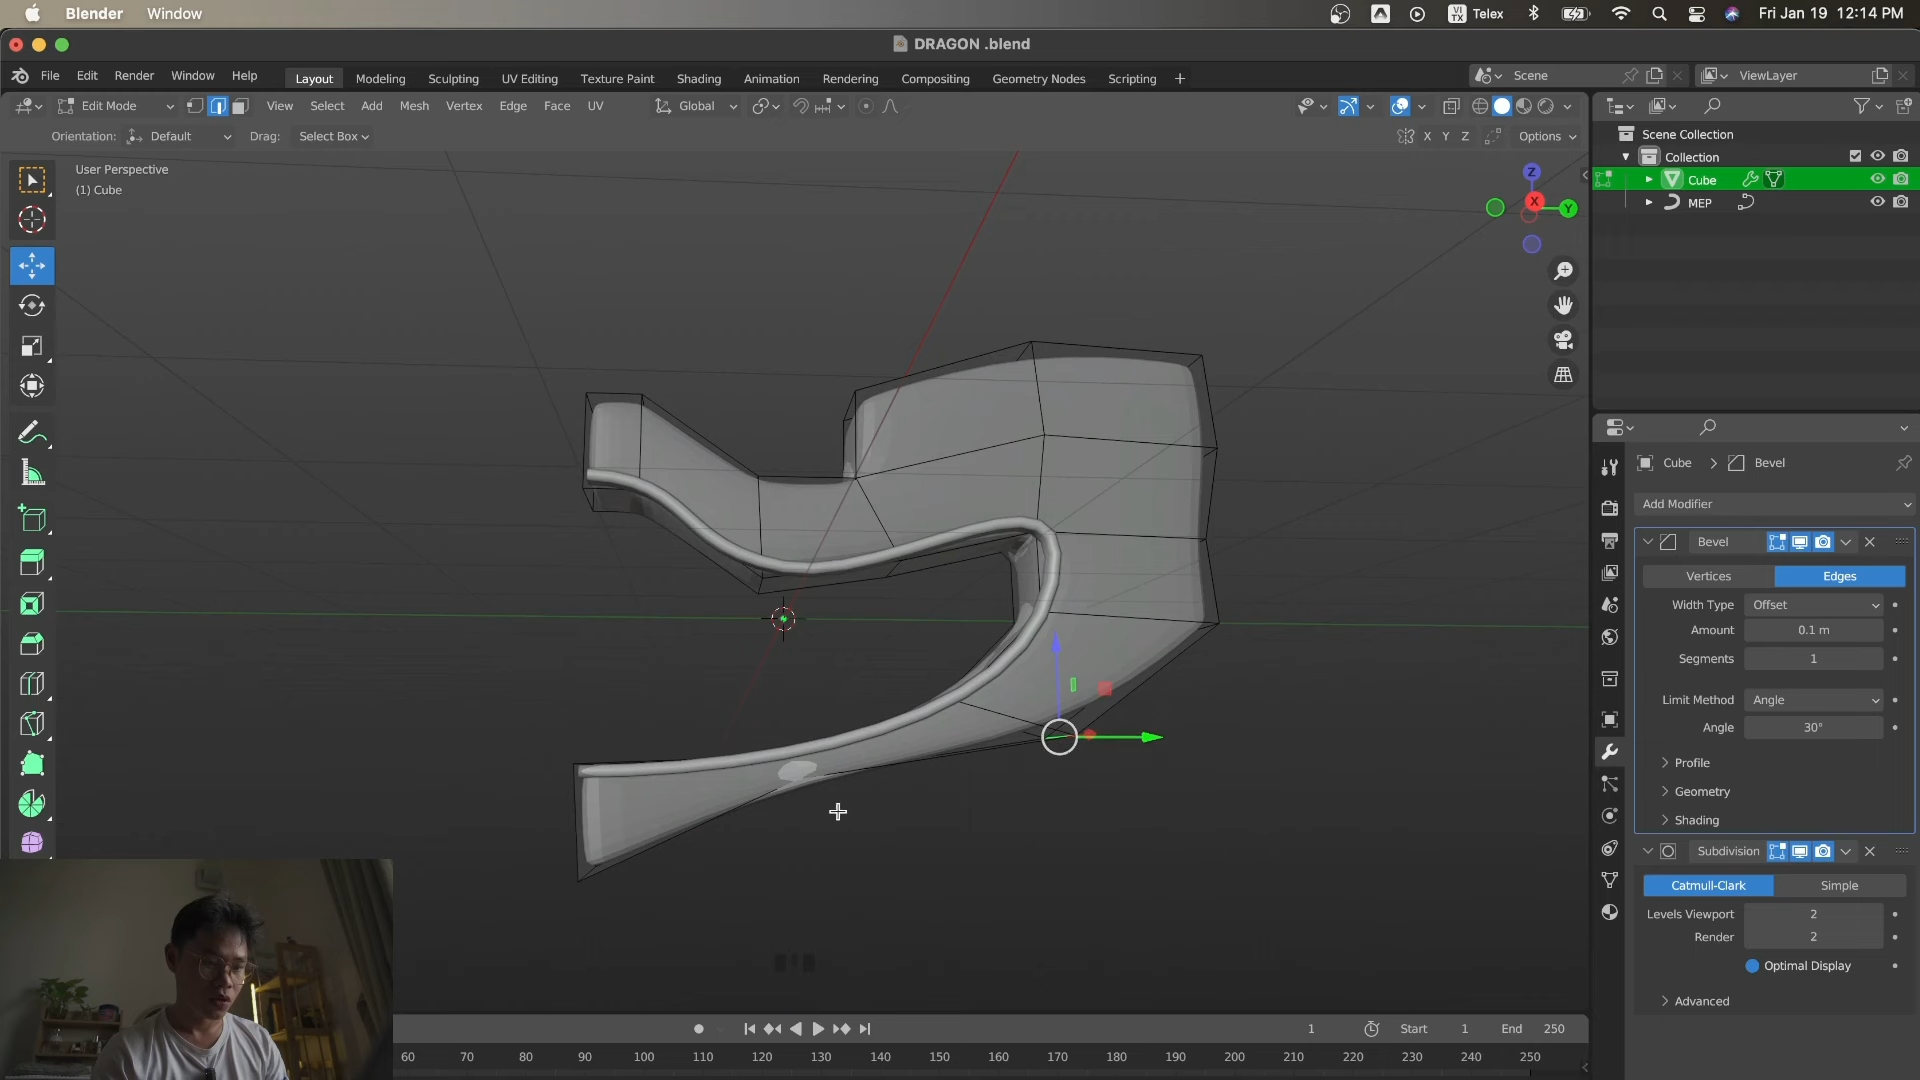 Blender Window
VI TX Telex Fri Jan 19 12:14 PM
DRAGON .blend
File Edit Render Window Help Layout Modeling Sculpting UV Editing Texture Paint Shading Animation Rendering Compositing Geometry Nodes Scripting + Scene ViewLayer
Edit Mode View Select Add Mesh Vertex Edge Face UV Global
Orientation: Default Drag: Select Box X Y Z Options
Scene Collection
Collection
Cube
MEP
User Perspective
(1) Cube
Z
X
Y
Cube > Bevel
Add Modifier
Bevel
Vertices Edges
Width Type Offset
Amount 0.1 m
Segments 1
Limit Method Angle
Angle 30°
Profile
Geometry
Shading
Subdivision
Catmull-Clark Simple
Levels Viewport 2
Render 2
Optimal Display
Advanced
1 Start 1 End 250
60 70 80 90 100 110 120 130 140 150 160 170 180 190 200 210 220 230 240 250